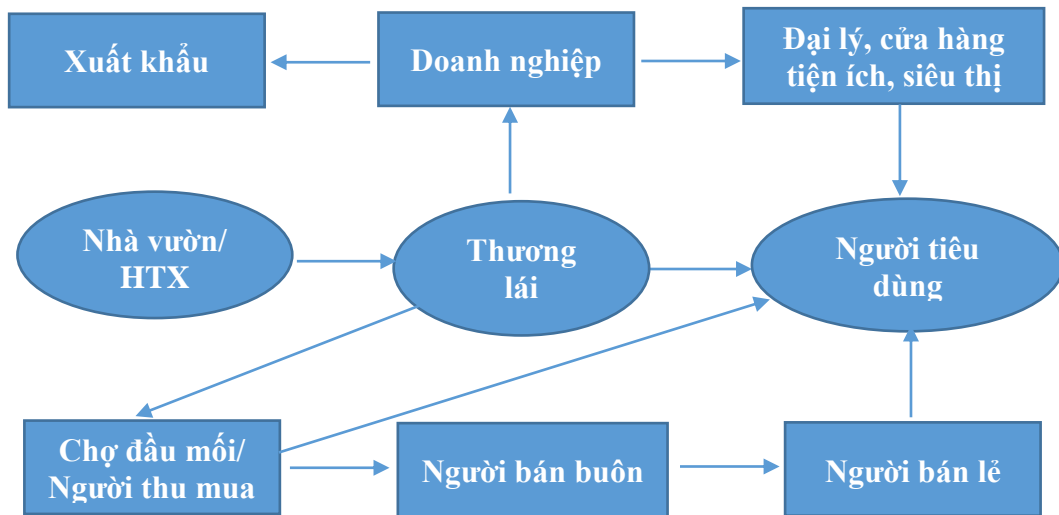 Xuất khẩu
Doanh nghiệp
Đại lý, cửa hàng
tiện ích, siêu thị
Nhà vườn/
HTX
Thương
lái
Người tiêu
dùng
Chợ đầu mối/
Người thu mua
Người bán buôn
Người bán lẻ